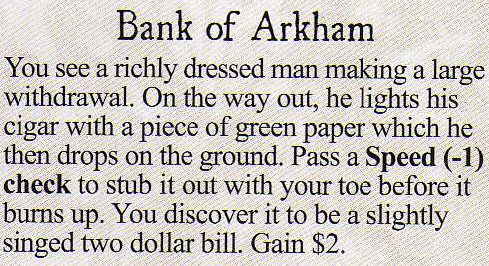 Bank of Arkham
You see a richly dressed man making a large
withdrawal. On the way out, he lights his
cigar with a piece of green paper which he
then drops on the ground. Pass a Speed (-1)
check to stub it out with your toe before it
burns up. You discover it to be a slightly
singed two dollar bill. Gain $2.